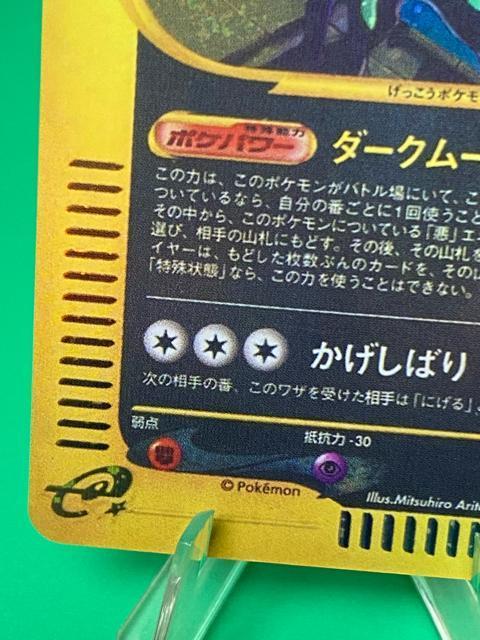 げっこうポケモ
特殊能力
ポケパワー ダークムー
この力は、このポケモンがバトル場にいて、こ
ついているなら、自分の番ごとに1回使うこと
その中から、このポケモンについている「悪」エ
選び、相手の山札にもどす。その後、その山札を
イヤーは、もどした枚数ぶんのカードを、その山
「特殊状態」なら、この力を使うことはできない。
かげしばり
次の相手の番、このワザを受けた相手は「にげる」、
弱点
抵抗力 -30
© Pokémon
Illus.Mitsuhiro Arit
e